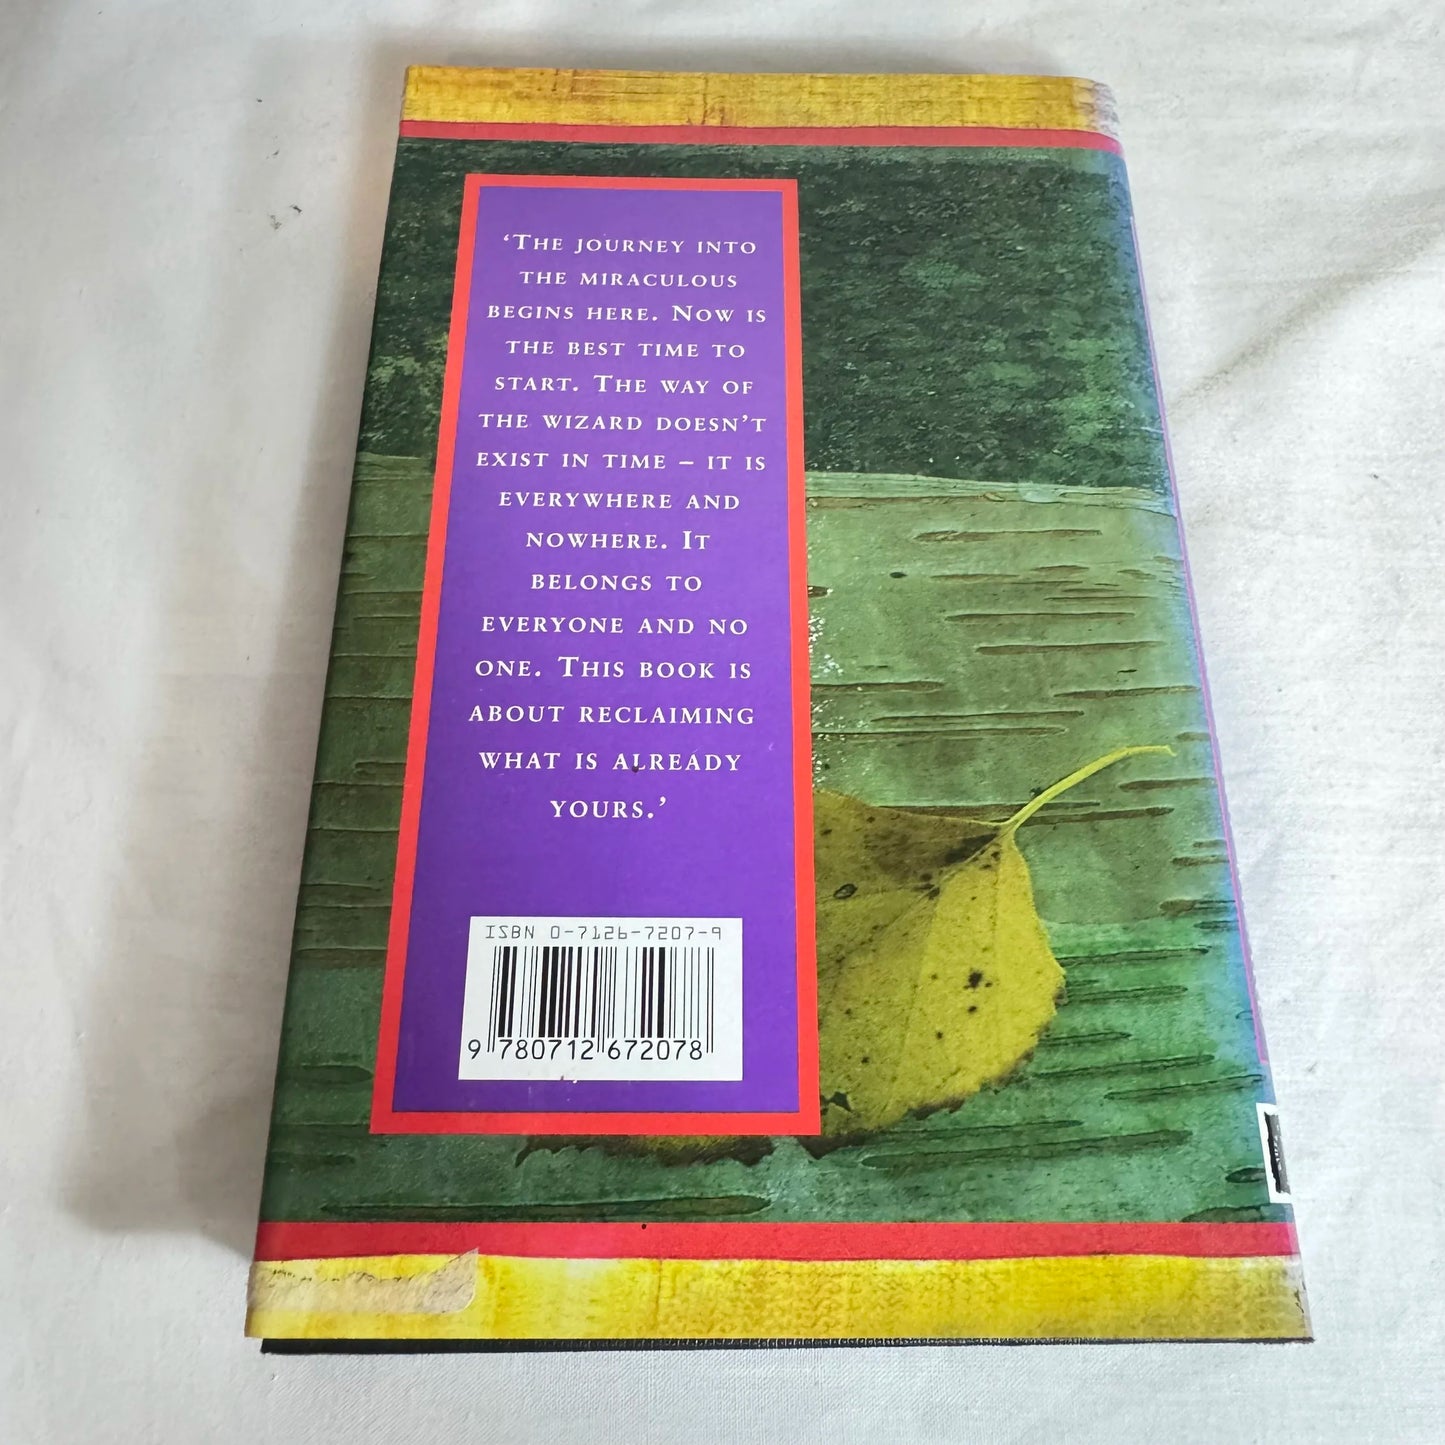 ‘THE JOURNEY INTO
THE MIRACULOUS
BEGINS HERE. NOW IS
THE BEST TIME TO
START. THE WAY OF
THE WIZARD DOESN’T
EXIST IN TIME – IT IS
EVERYWHERE AND
NOWHERE. IT
BELONGS TO
EVERYONE AND NO
ONE. THIS BOOK IS
ABOUT RECLAIMING
WHAT IS ALREADY
YOURS.’
ISBN 0-7126-7207-9
9 780712 672078